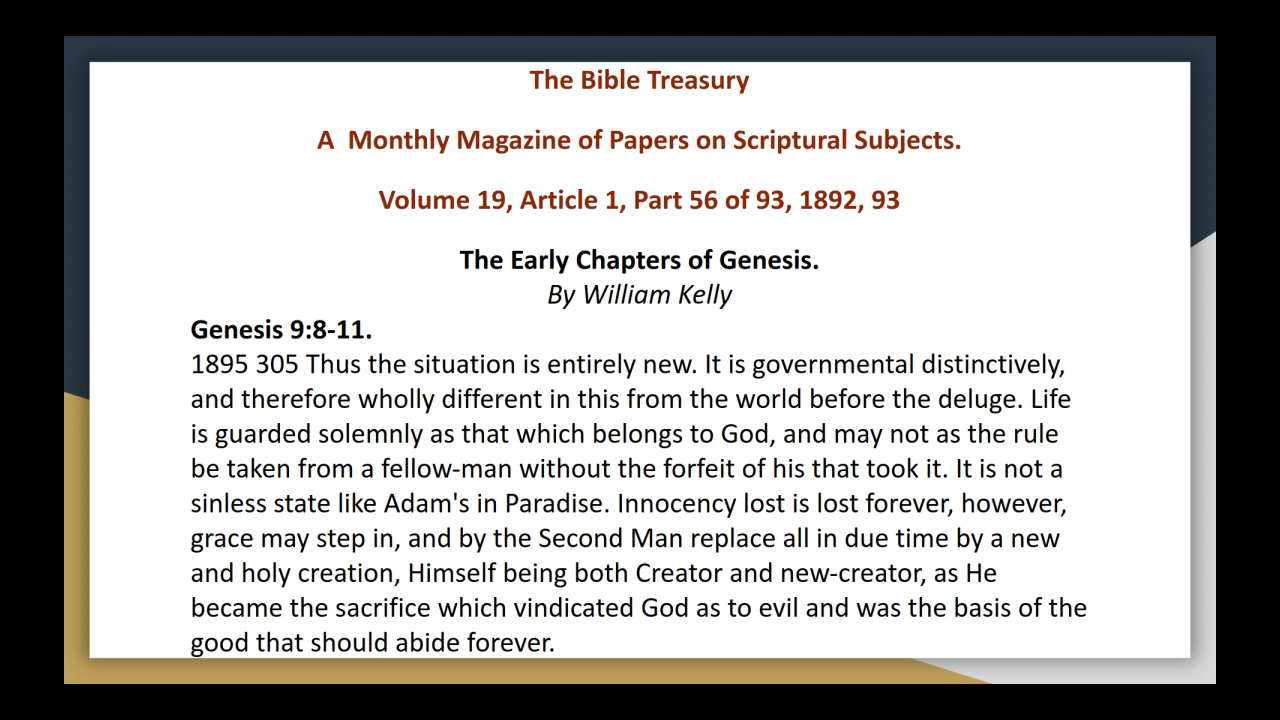 The Bible Treasury
A  Monthly Magazine of Papers on Scriptural Subjects.
Volume 19, Article 1, Part 56 of 93, 1892, 93
The Early Chapters of Genesis.
By William Kelly
Genesis 9:8-11.
1895 305 Thus the situation is entirely new. It is governmental distinctively,
and therefore wholly different in this from the world before the deluge. Life
is guarded solemnly as that which belongs to God, and may not as the rule
be taken from a fellow-man without the forfeit of his that took it. It is not a
sinless state like Adam's in Paradise. Innocency lost is lost forever, however,
grace may step in, and by the Second Man replace all in due time by a new
and holy creation, Himself being both Creator and new-creator, as He
became the sacrifice which vindicated God as to evil and was the basis of the
good that should abide forever.